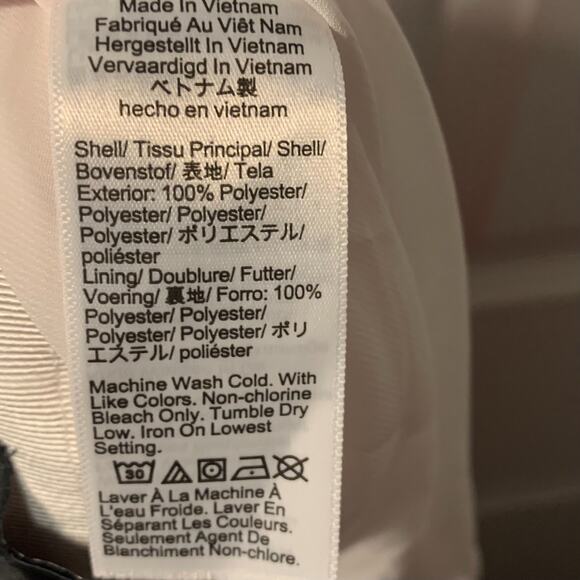 Made In Vietnam
Fabriqué Au Viêt Nam
Hergestellt In Vietnam
Vervaardigd In Vietnam
ベトナム製
hecho en vietnam
Shell/ Tissu Principal/ Shell/
Bovenstof/ 表地/ Tela
Exterior: 100% Polyester/
Polyester/ Polyester/
Polyester/ ポリエステル/
poliéster
Lining/ Doublure/ Futter/
Voering/ 裏地/ Forro: 100%
Polyester/ Polyester/
Polyester/ Polyester/ ポリ
エステル/ poliéster
Machine Wash Cold. With
Like Colors. Non-chlorine
Bleach Only. Tumble Dry
Low. Iron On Lowest
Setting.
30
Laver À La Machine À
L'eau Froide. Laver En
Séparant Les Couleurs.
Seulement Agent De
Blanchiment Non-chlore.